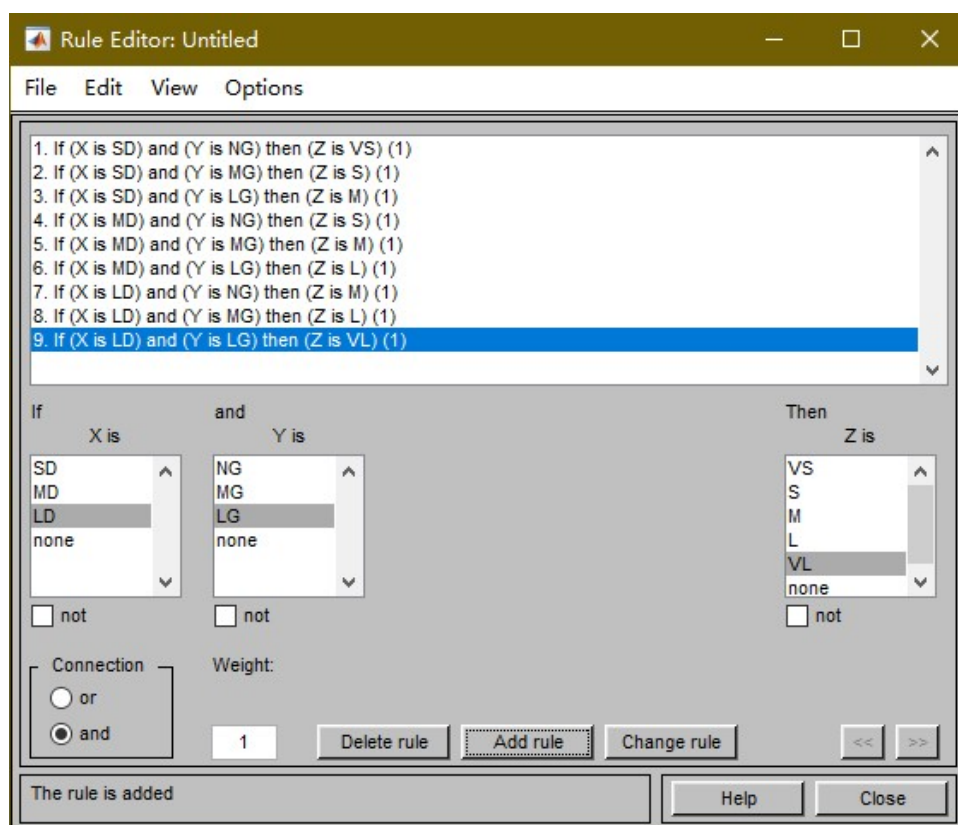 Rule Editor: Untitled
File Edit View Options
1. If (X is SD) and (Y is NG) then (Z is VS) (1)
2. If (X is SD) and (Y is MG) then (Z is S) (1)
3. If (X is SD) and (Y is LG) then (Z is M) (1)
4. If (X is MD) and (Y is NG) then (Z is S) (1)
5. If (X is MD) and (Y is MG) then (Z is M) (1)
6. If (X is MD) and (Y is LG) then (Z is L) (1)
7. If (X is LD) and (Y is NG) then (Z is M) (1)
8. If (X is LD) and (Y is MG) then (Z is L) (1)
9. If (X is LD) and (Y is LG) then (Z is VL) (1)
If and Then
X is Y is Z is
SD NG VS
MD MG S
LD LG M
none none L
VL
none
not not not
Connection Weight:
or
and 1 Delete rule Add rule Change rule << >>
The rule is added Help Close